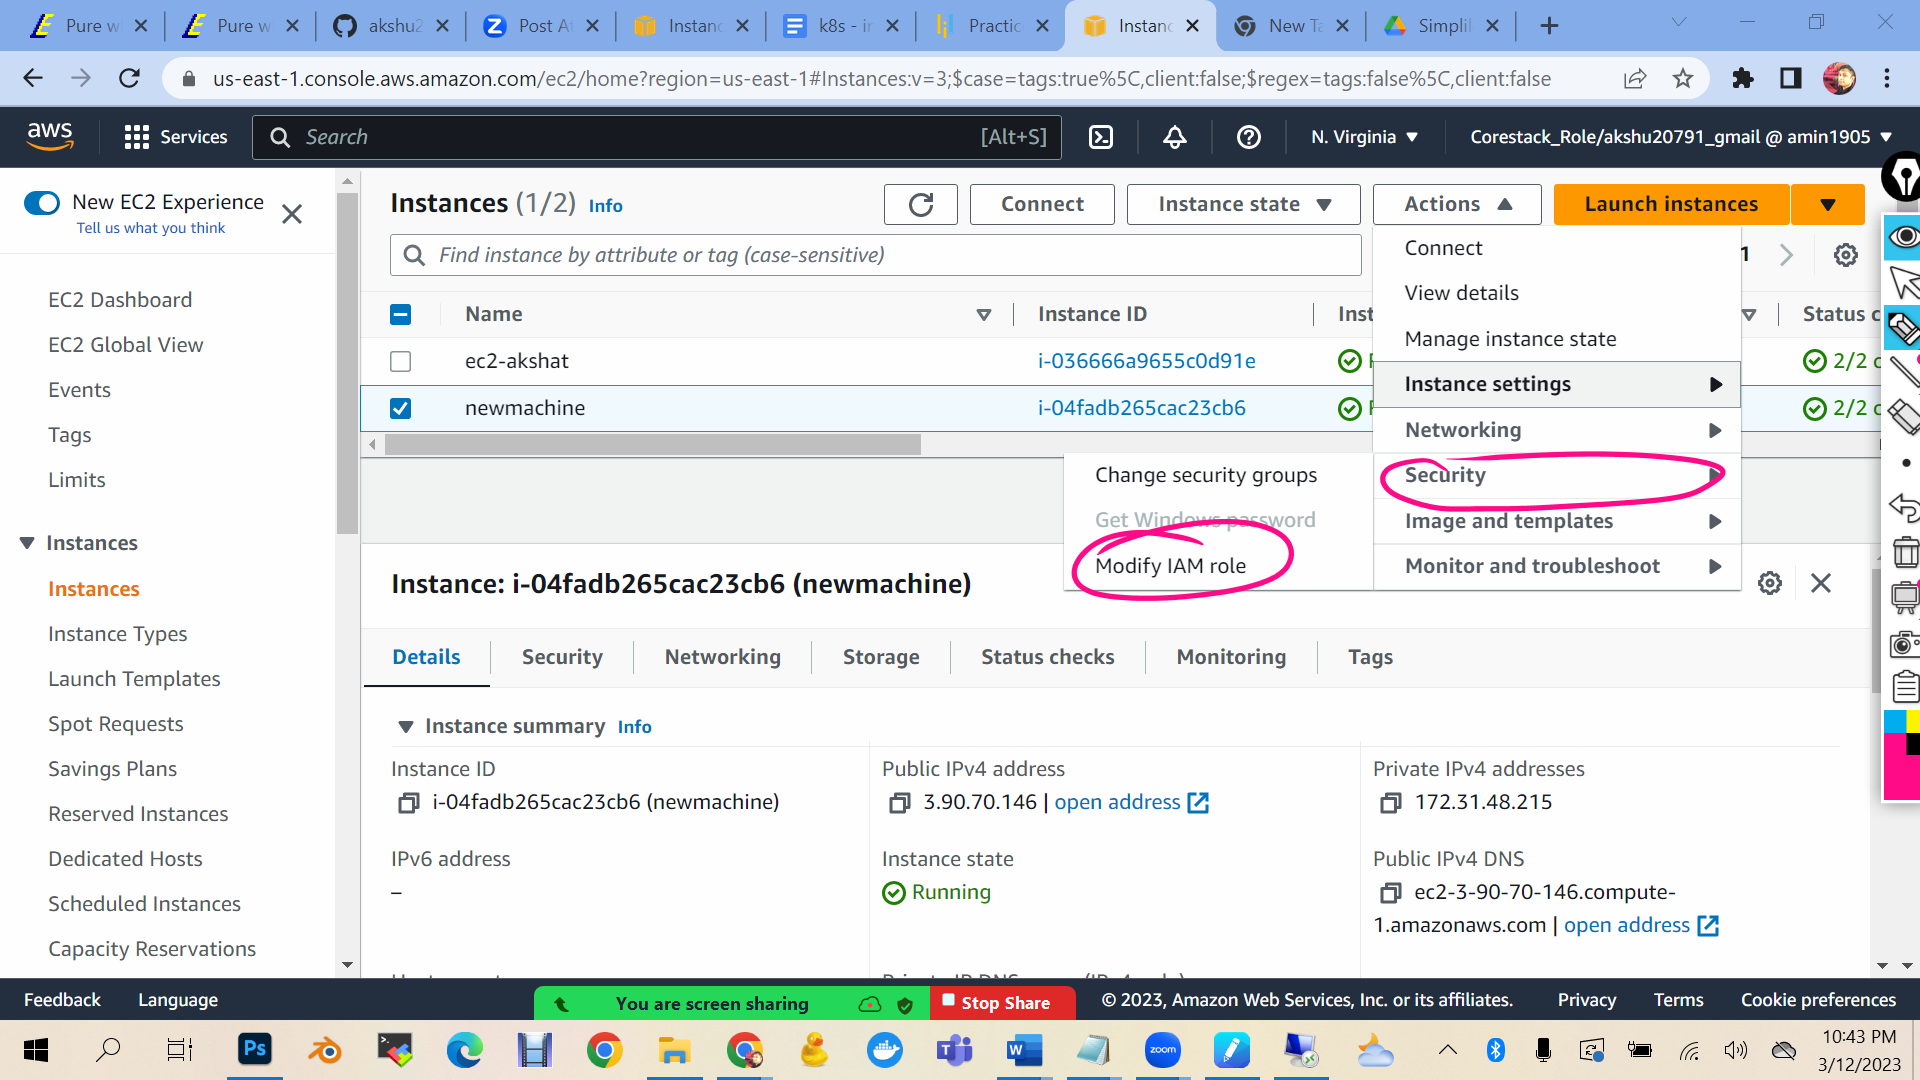 Pure w
Pure w
akshu2
Post At
Instanc
k8s - in
Practic
Instanc
New Ta
Simplil
us-east-1.console.aws.amazon.com/ec2/home?region=us-east-1#Instances:v=3;$case=tags:true%5C,client:false;$regex=tags:false%5C,client:false
aws
Services
Search
[Alt+S]
N. Virginia
Corestack_Role/akshu20791_gmail @ amin1905
New EC2 Experience
Tell us what you think
EC2 Dashboard
EC2 Global View
Events
Tags
Limits
Instances
Instances
Instance Types
Launch Templates
Spot Requests
Savings Plans
Reserved Instances
Dedicated Hosts
Scheduled Instances
Capacity Reservations
Instances (1/2) Info
Connect
Instance state
Actions
Launch instances
Find instance by attribute or tag (case-sensitive)
1
Name
Instance ID
Inst
Status c
ec2-akshat
i-036666a9655c0d91e
2/2 c
newmachine
i-04fadb265cac23cb6
2/2 c
Connect
View details
Manage instance state
Instance settings
Networking
Security
Image and templates
Monitor and troubleshoot
Change security groups
Get Windows password
Modify IAM role
Instance: i-04fadb265cac23cb6 (newmachine)
Details
Security
Networking
Storage
Status checks
Monitoring
Tags
Instance summary Info
Instance ID
i-04fadb265cac23cb6 (newmachine)
Public IPv4 address
3.90.70.146 | open address
Private IPv4 addresses
172.31.48.215
IPv6 address
–
Instance state
Running
Public IPv4 DNS
ec2-3-90-70-146.compute-
1.amazonaws.com | open address
Feedback
Language
You are screen sharing
Stop Share
© 2023, Amazon Web Services, Inc. or its affiliates.
Privacy
Terms
Cookie preferences
Ps
zoom
10:43 PM
3/12/2023